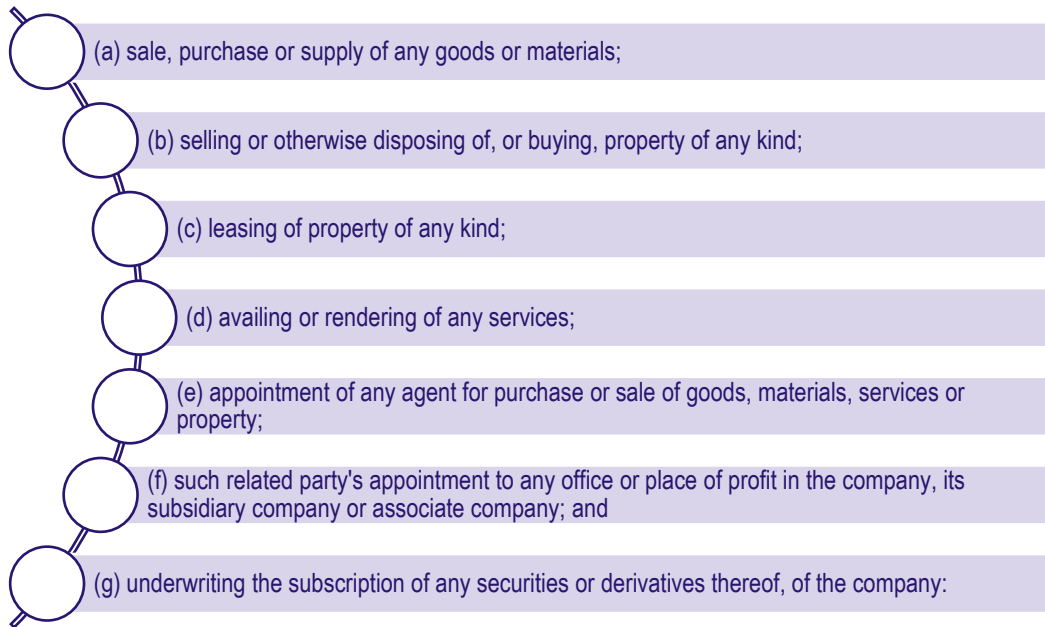 (a) sale, purchase or supply of any goods or materials;
(b) selling or otherwise disposing of, or buying, property of any kind;
(c) leasing of property of any kind;
(d) availing or rendering of any services;
(e) appointment of any agent for purchase or sale of goods, materials, services or
property;
(f) such related party's appointment to any office or place of profit in the company, its
subsidiary company or associate company; and
(g) underwriting the subscription of any securities or derivatives thereof, of the company: